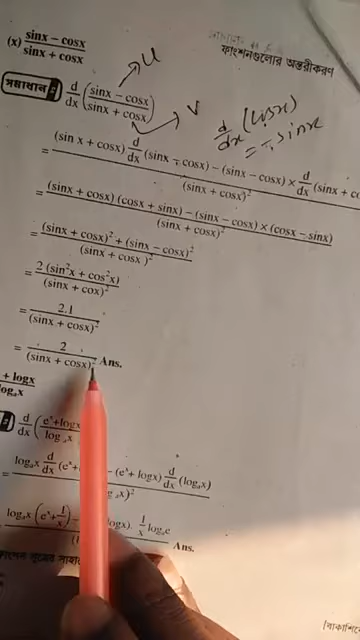 (x) sinx − cosx / sinx + cosx
ফাংশনগুলোর অন্তরীকরণ
u
সমাধান d/dx (sinx − cosx / sinx + cosx)
v
d/dx (cosx)
= − sinx
= (sin x + cosx) d/dx (sinx − cosx) − (sinx − cosx) × d/dx (sinx + co / (sinx + cosx)²
= (sinx + cosx) (cosx + sinx) − (sinx − cosx) × (cosx − sinx) / (sinx + cosx)²
= (sinx + cosx)² + (sinx − cosx)² / (sinx + cosx )²
= 2 (sin²x + cos²x) / (sinx + cox)²
= 2.1 / (sinx + cosx)²
= 2 / (sinx + cosx)² Ans.
+ logx
logₐx
d/dx (eˣ+logx / logₐx
= logₐx d/dx (eˣ+ − (eˣ + logx) d/dx (logₐx) / gₐx)²
logₐx (eˣ+ 1/x) − logx). 1/x logₐe Ans.